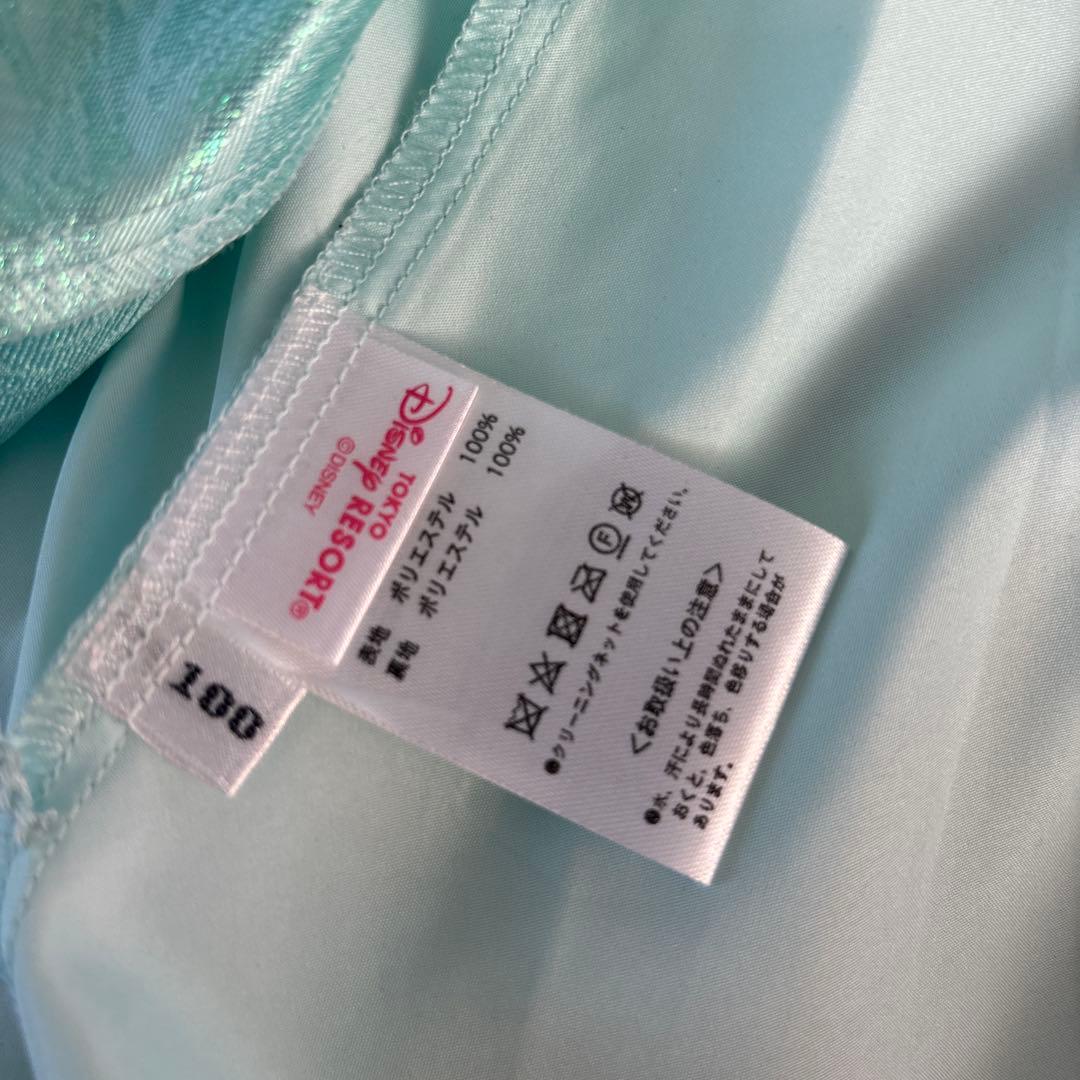 TOKYO
Disney RESORT®
©DISNEY
100
表地 ポリエステル 100%
裏地 ポリエステル 100%
F
●クリーニングネットを使用してください。
<お取扱い上の注意>
●水、汗により長時間ぬれたままにして
おくと、色落ち、色移りする場合が
あります。